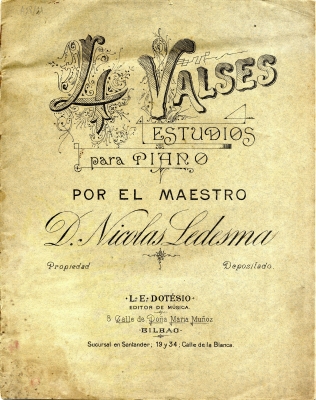 4 VALSES
ESTUDIOS
para PIANO
POR EL MAESTRO
D. Nicolas Ledesma
Propiedad Depositado.
L. E. DOTÉSIO
EDITOR DE MÚSICA.
8 Calle de Doña Maria Muñoz
BILBAO
Sucursal en Santander; 19 y 34; Calle de la Blanca.